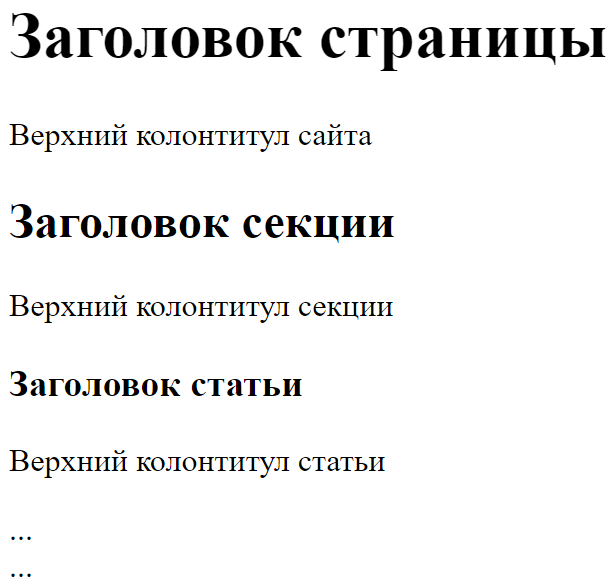 Заголовок страницы
Верхний колонтитул сайта
Заголовок секции
Верхний колонтитул секции
Заголовок статьи
Верхний колонтитул статьи
...
...